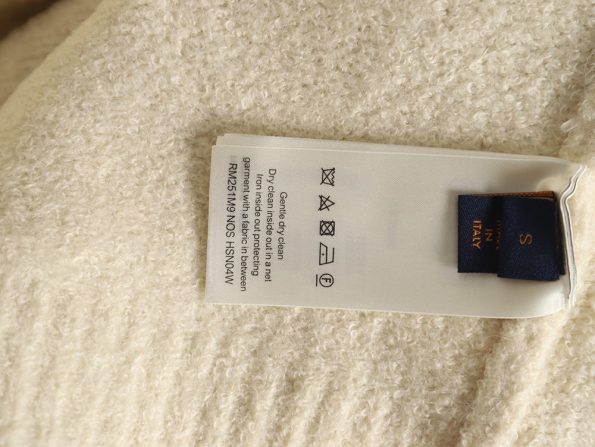 Gentle dry clean
Dry clean inside out in a net
Iron inside out protecting
garment with a fabric in between
RM251M9 NOS HSN04W
F
S
IN
ITALY